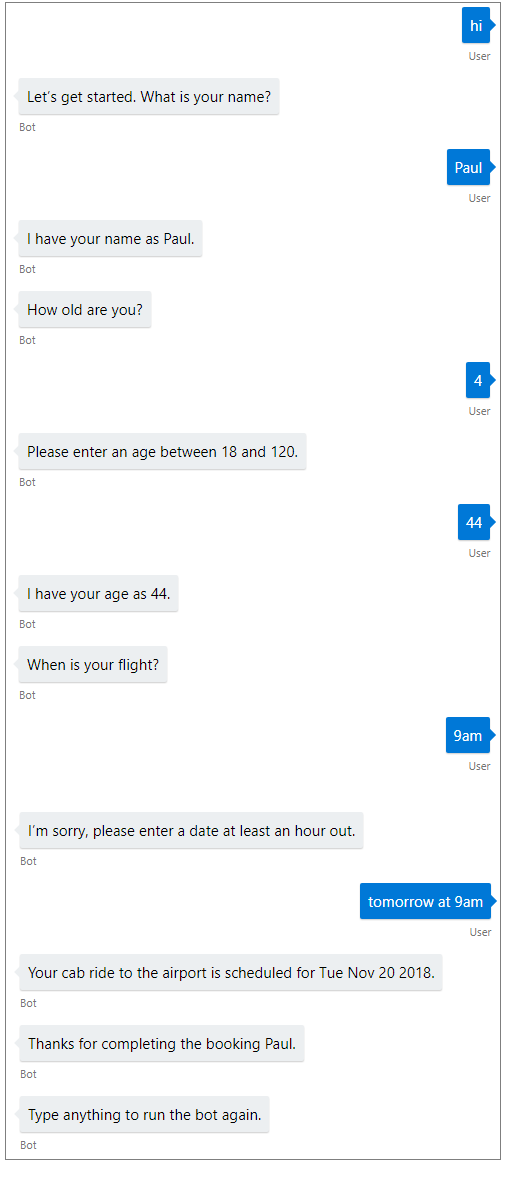 hi
User
Let's get started. What is your name?
Bot
Paul
User
I have your name as Paul.
Bot
How old are you?
Bot
4
User
Please enter an age between 18 and 120.
Bot
44
User
I have your age as 44.
Bot
When is your flight?
Bot
9am
User
I'm sorry, please enter a date at least an hour out.
Bot
tomorrow at 9am
User
Your cab ride to the airport is scheduled for Tue Nov 20 2018.
Bot
Thanks for completing the booking Paul.
Bot
Type anything to run the bot again.
Bot